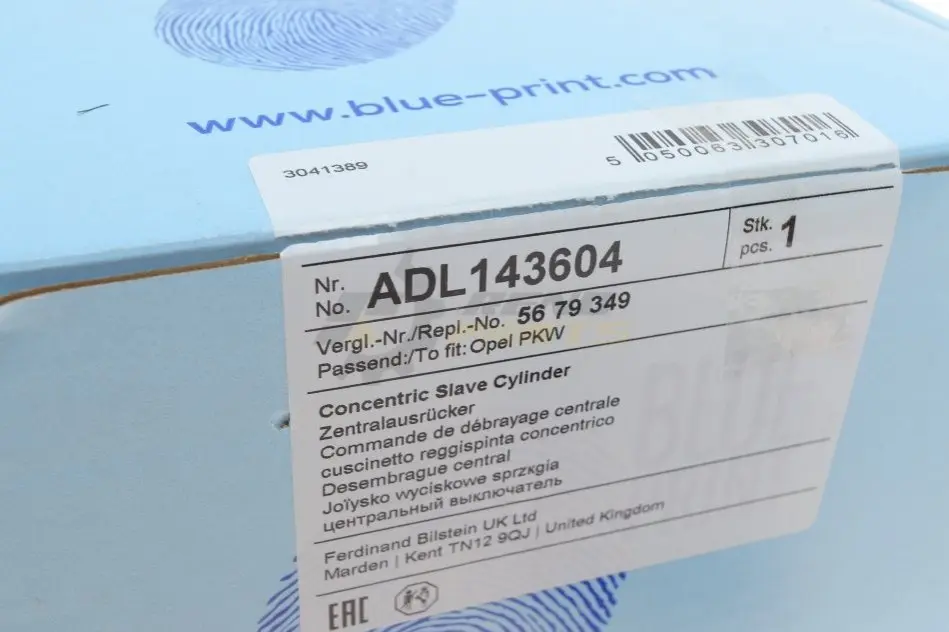 www.blue-print.com
3041389
5 050063 307016
Nr. No. ADL143604
Stk. pcs. 1
Vergl.-Nr./Repl.-No. 56 79 349
Passend:/To fit: Opel PKW
Concentric Slave Cylinder
Zentralausrücker
Commande de débrayage centrale
cuscinetto reggispinta concentrico
Desembrague central
Joïysko wyciskowe sprzкgia
центральный выключатель
Ferdinand Bilstein UK Ltd
Marden | Kent TN12 9QJ | United Kingdom
EAC